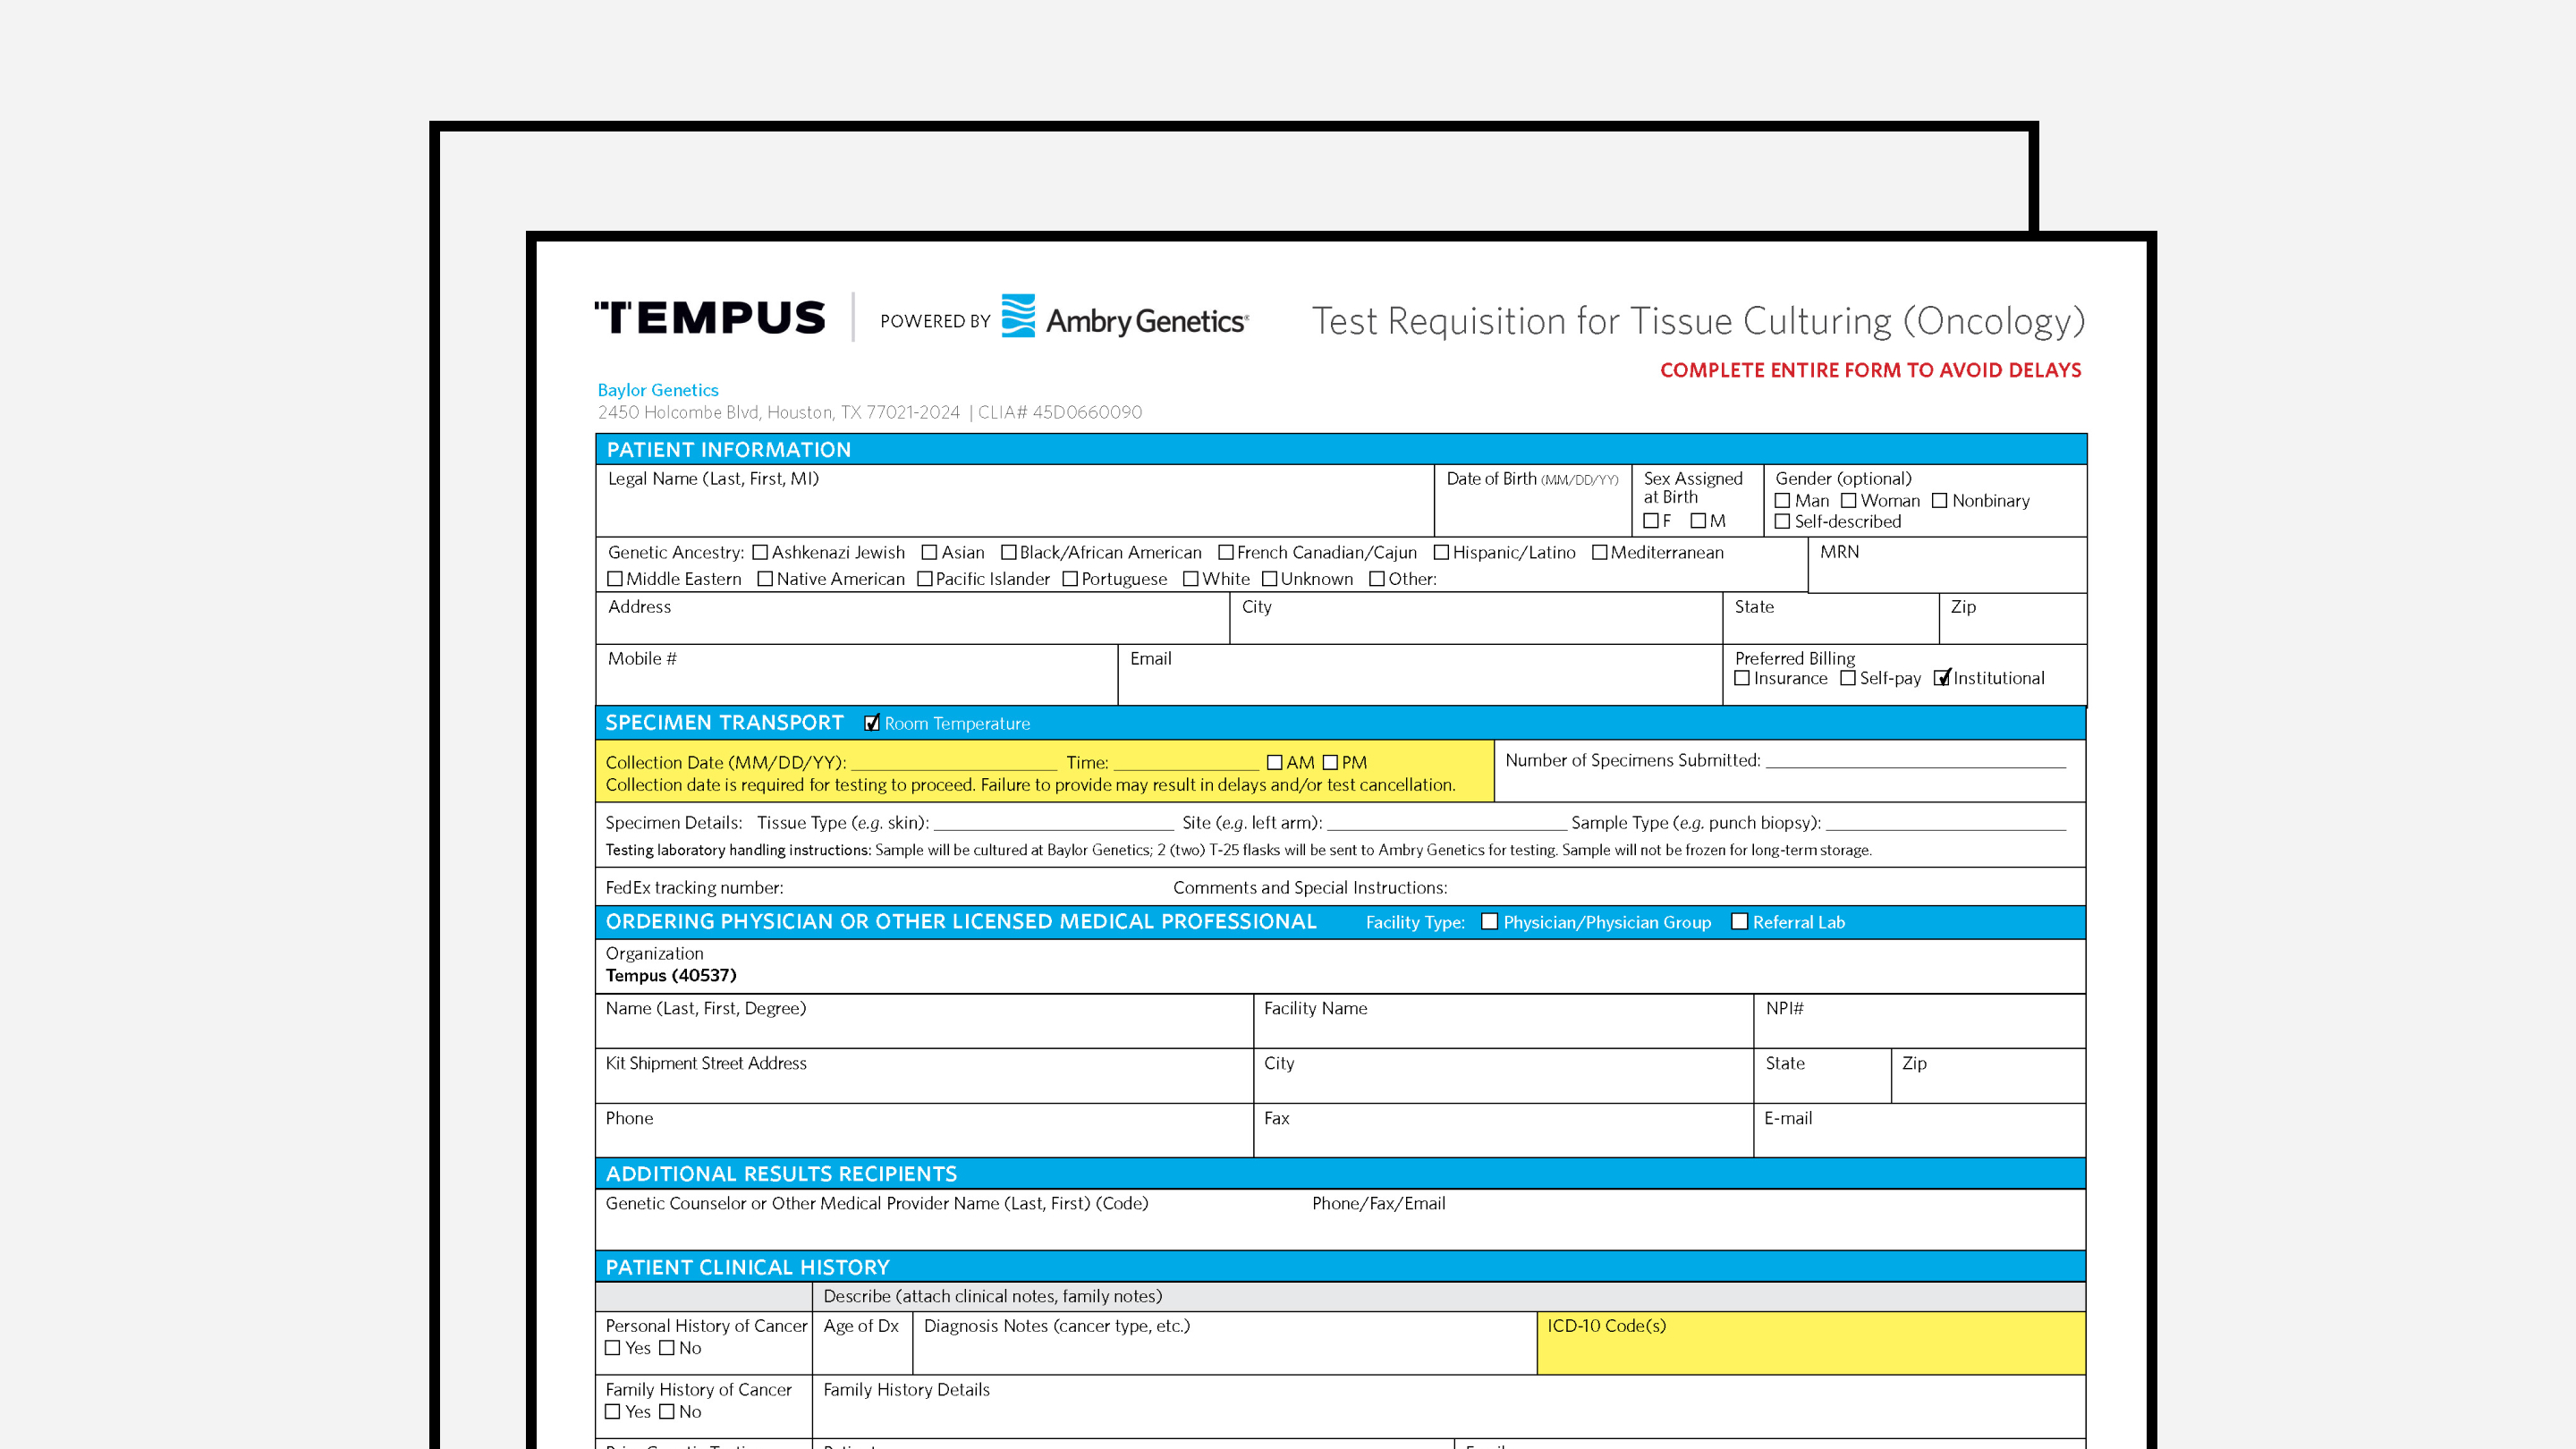 TEMPUS | POWERED BY Ambry Genetics® Test Requisition for Tissue Culturing (Oncology)
COMPLETE ENTIRE FORM TO AVOID DELAYS
Baylor Genetics
2450 Holcombe Blvd, Houston, TX 77021-2024 | CLIA# 45D0660090
PATIENT INFORMATION
Legal Name (Last, First, MI)
Date of Birth (MM/DD/YY)
Sex Assigned
at Birth
☐ F ☐ M
Gender (optional)
☐ Man ☐ Woman ☐ Nonbinary
☐ Self-described
Genetic Ancestry: ☐ Ashkenazi Jewish ☐ Asian ☐ Black/African American ☐ French Canadian/Cajun ☐ Hispanic/Latino ☐ Mediterranean
☐ Middle Eastern ☐ Native American ☐ Pacific Islander ☐ Portuguese ☐ White ☐ Unknown ☐ Other:
MRN
Address City State Zip
Mobile # Email
Preferred Billing
☐ Insurance ☐ Self-pay ☑ Institutional
SPECIMEN TRANSPORT ☑ Room Temperature
Collection Date (MM/DD/YY): ____ Time: ____ ☐ AM ☐ PM
Collection date is required for testing to proceed. Failure to provide may result in delays and/or test cancellation.
Number of Specimens Submitted: ____
Specimen Details: Tissue Type (e.g. skin): ____ Site (e.g. left arm): ____ Sample Type (e.g. punch biopsy): ____
Testing laboratory handling instructions: Sample will be cultured at Baylor Genetics; 2 (two) T-25 flasks will be sent to Ambry Genetics for testing. Sample will not be frozen for long-term storage.
FedEx tracking number: Comments and Special Instructions:
ORDERING PHYSICIAN OR OTHER LICENSED MEDICAL PROFESSIONAL Facility Type: ☐ Physician/Physician Group ☐ Referral Lab
Organization
Tempus (40537)
Name (Last, First, Degree) Facility Name NPI#
Kit Shipment Street Address City State Zip
Phone Fax E-mail
ADDITIONAL RESULTS RECIPIENTS
Genetic Counselor or Other Medical Provider Name (Last, First) (Code) Phone/Fax/Email
PATIENT CLINICAL HISTORY
Describe (attach clinical notes, family notes)
Personal History of Cancer
☐ Yes ☐ No
Age of Dx Diagnosis Notes (cancer type, etc.) ICD-10 Code(s)
Family History of Cancer
☐ Yes ☐ No
Family History Details